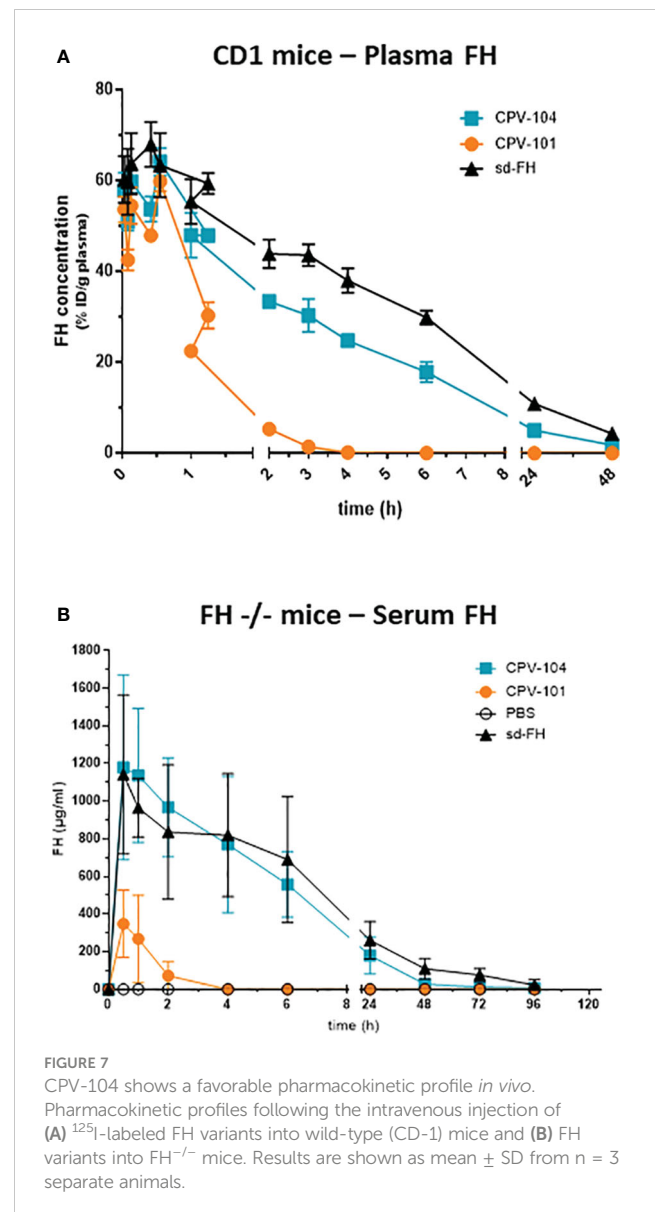 A
CD1 mice – Plasma FH
80
60
40
20
0
FH concentration
(% ID/g plasma)
CPV-104
CPV-101
sd-FH
0 1 2 3 4 5 6 7 8 24 48
time (h)
B
FH -/- mice – Serum FH
1800
1600
1400
1200
1000
800
600
400
200
0
FH (µg/ml)
CPV-104
CPV-101
PBS
sd-FH
0 2 4 6 8 24 48 72 96 120
time (h)
FIGURE 7
CPV-104 shows a favorable pharmacokinetic profile in vivo.
Pharmacokinetic profiles following the intravenous injection of
(A) ¹²⁵I-labeled FH variants into wild-type (CD-1) mice and (B) FH
variants into FH⁻/⁻ mice. Results are shown as mean ± SD from n = 3
separate animals.